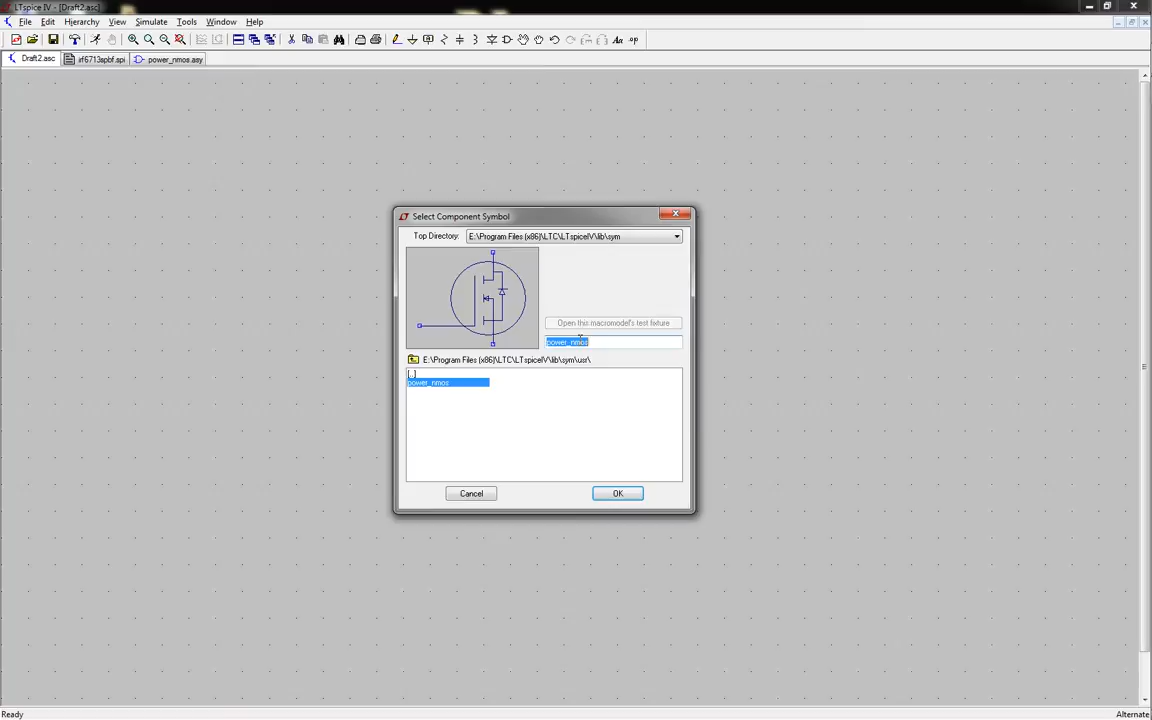 LTspice IV - [Draft2.asc]
File Edit Hierarchy View Simulate Tools Window Help
Aa .op
Draft2.asc irf6713spbf.spi power_nmos.asy
Select Component Symbol
Top Directory: E:\Program Files (x86)\LTC\LTspiceIV\lib\sym
Open this macromodel's test fixture
power_nmos
E:\Program Files (x86)\LTC\LTspiceIV\lib\sym\usr\
[..]
power_nmos
Cancel OK
Ready Alternate